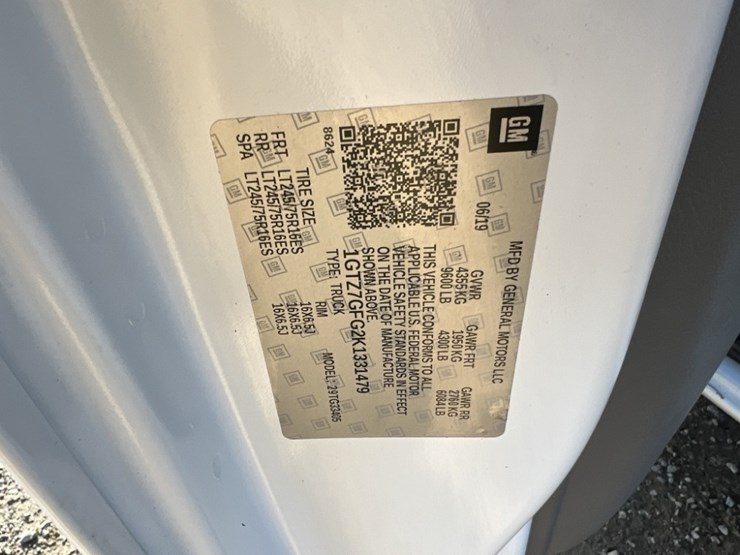 GM
MFD BY GENERAL MOTORS LLC
06/19 GVWR GAWR FRT GAWR RR
4355 KG 1950 KG 2760 KG
9600 LB 4300 LB 6084 LB
THIS VEHICLE CONFORMS TO ALL
APPLICABLE U.S. FEDERAL MOTOR
VEHICLE SAFETY STANDARDS IN EFFECT
ON THE DATE OF MANUFACTURE
SHOWN ABOVE.
1GTZ7GFG2K1331479
8624 TYPE: TRUCK MODEL: 29TG33405
TIRE SIZE RIM
FRT LT245/75R16ES 16X6.5J
RR LT245/75R16ES 16X6.5J
SPA LT245/75R16ES 16X6.5J